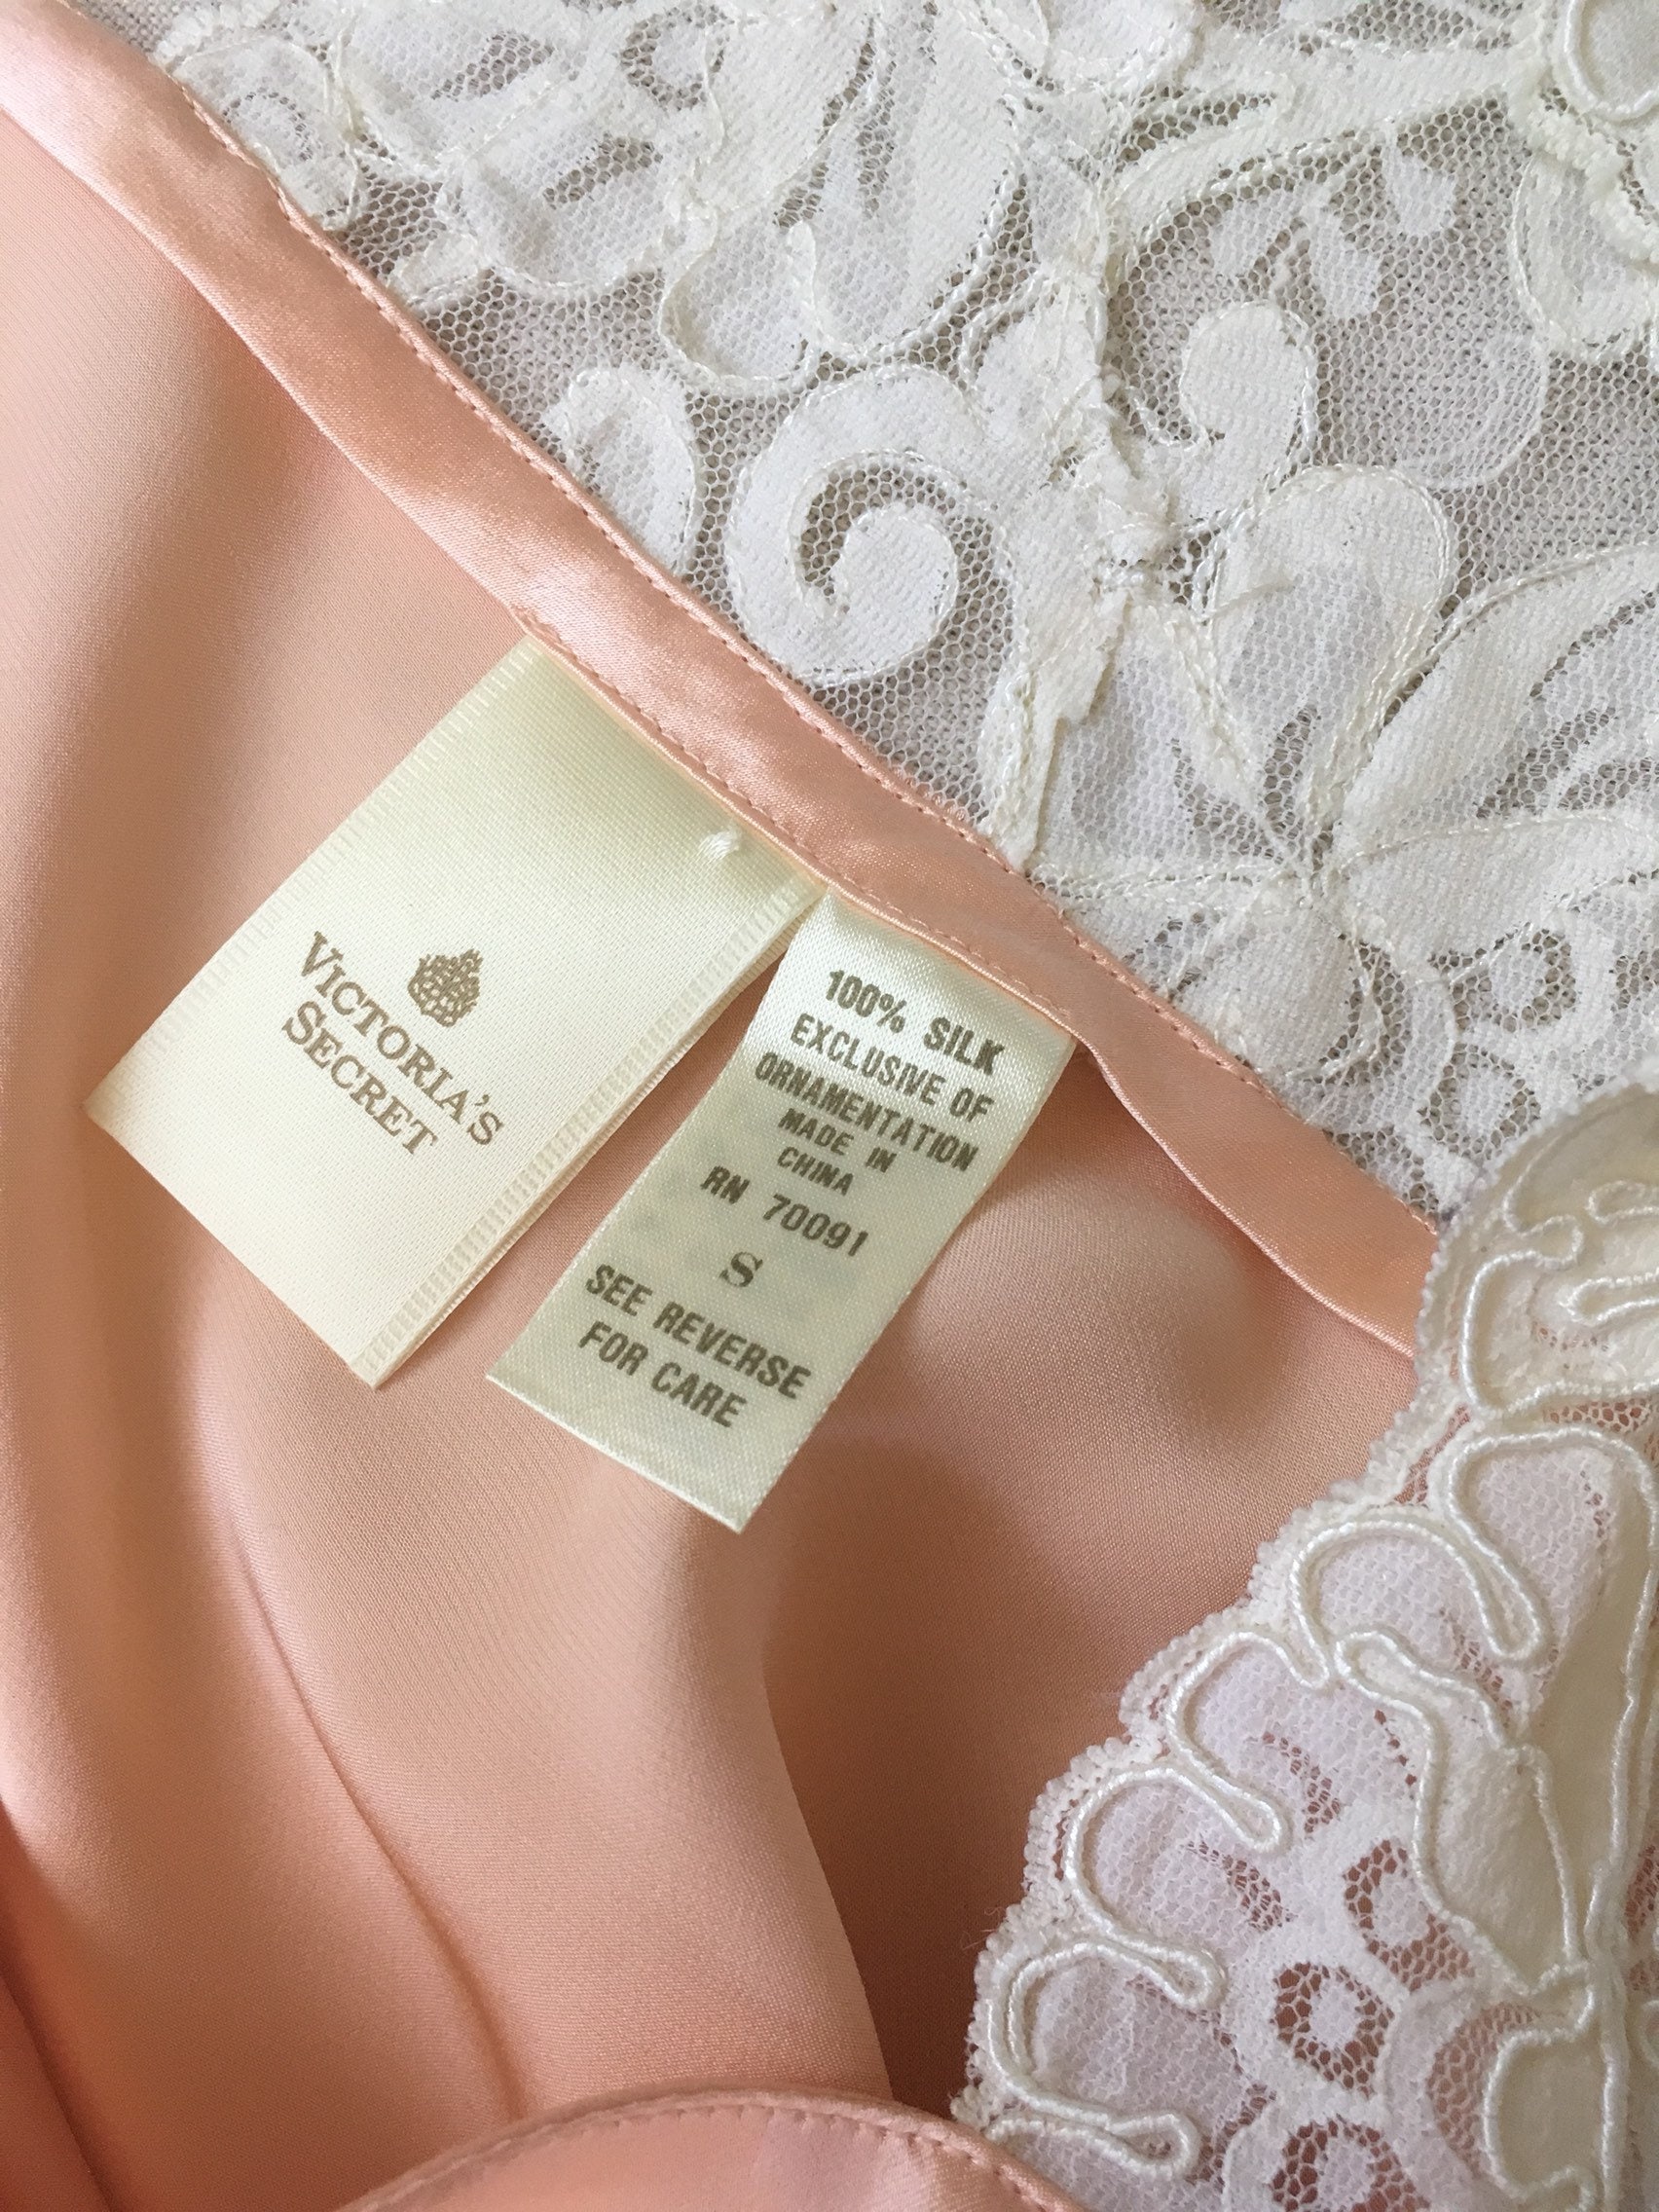 VICTORIA'S
SECRET
100% SILK
EXCLUSIVE OF
ORNAMENTATION
MADE IN
CHINA
RN 70091
S
SEE REVERSE
FOR CARE